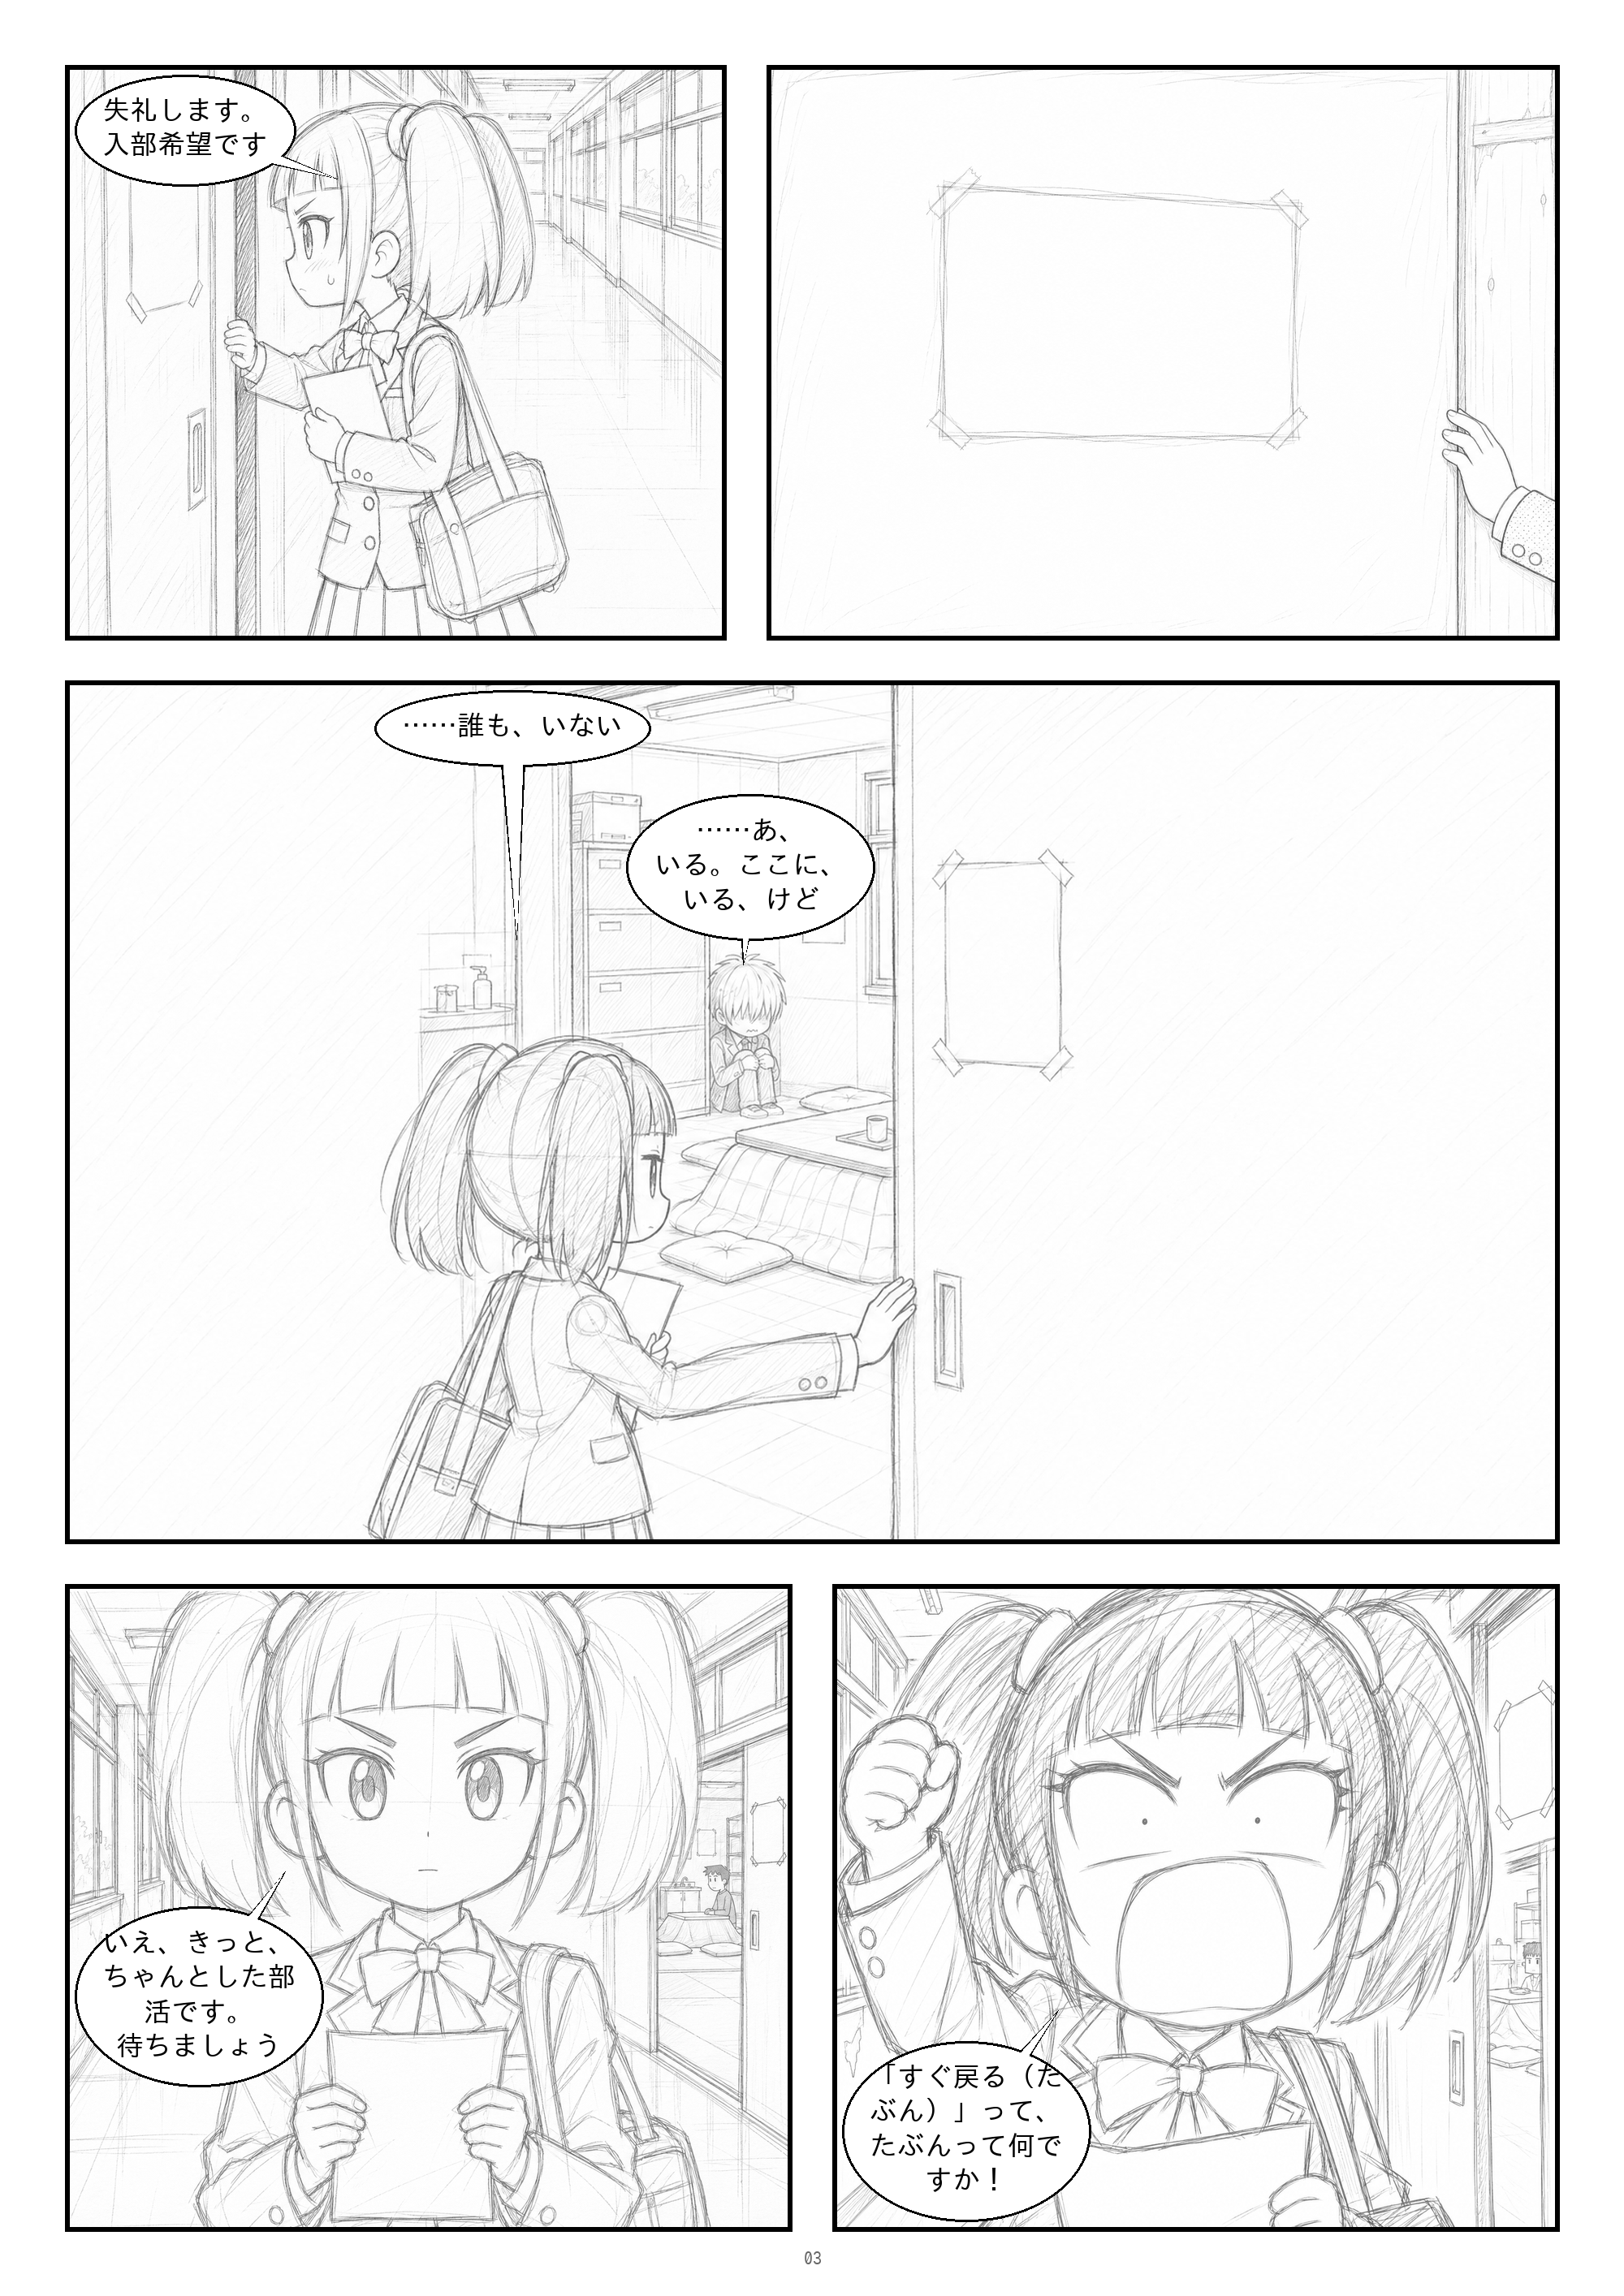 失礼します。
入部希望です
……誰も、いない
……あ、
いる。ここに、
いる、けど
いえ、きっと、
ちゃんとした部
活です。
待ちましょう
「すぐ戻る（た
ぶん）」って、
たぶんって何で
すか！
03